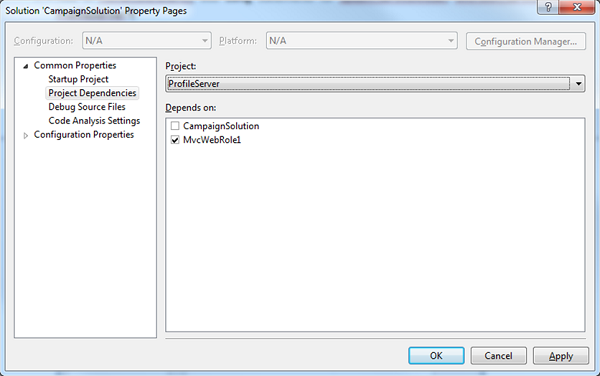 Solution 'CampaignSolution' Property Pages
Configuration: N/A Platform: N/A Configuration Manager...
Common Properties
Startup Project
Project Dependencies
Debug Source Files
Code Analysis Settings
Configuration Properties
Project:
ProfileServer
Depends on:
CampaignSolution
MvcWebRole1
OK Cancel Apply